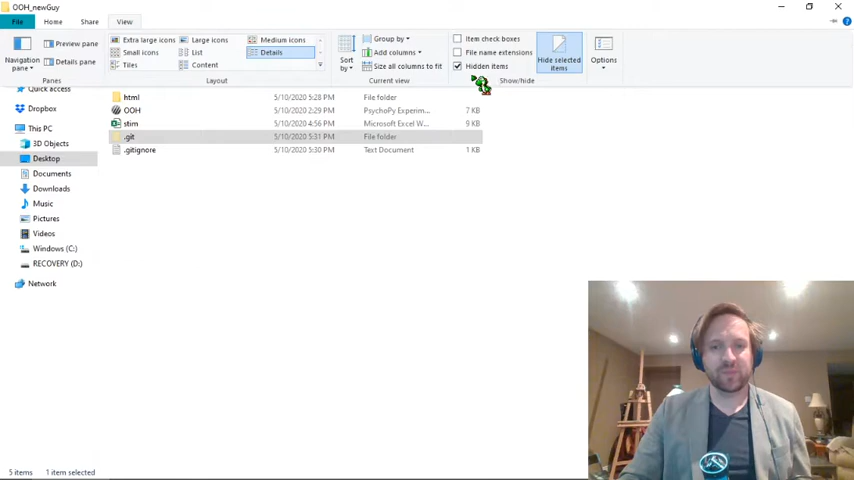 OOH_newGuy
File Home Share View
Navigation pane
Preview pane
Details pane
Panes
Extra large icons Large icons Medium icons
Small icons List Details
Tiles Content
Layout
Sort by
Group by
Add columns
Size all columns to fit
Current view
Item check boxes
File name extensions
Hidden items
Hide selected items
Show/hide
Options
Quick access
Dropbox
This PC
3D Objects
Desktop
Documents
Downloads
Music
Pictures
Videos
Windows (C:)
RECOVERY (D:)
Network
html 5/10/2020 5:28 PM File folder
OOH 5/10/2020 2:29 PM PsychoPy Experim... 7 KB
stim 5/10/2020 4:56 PM Microsoft Excel W... 9 KB
.git 5/10/2020 5:31 PM File folder
.gitignore 5/10/2020 5:30 PM Text Document 1 KB
5 items 1 item selected